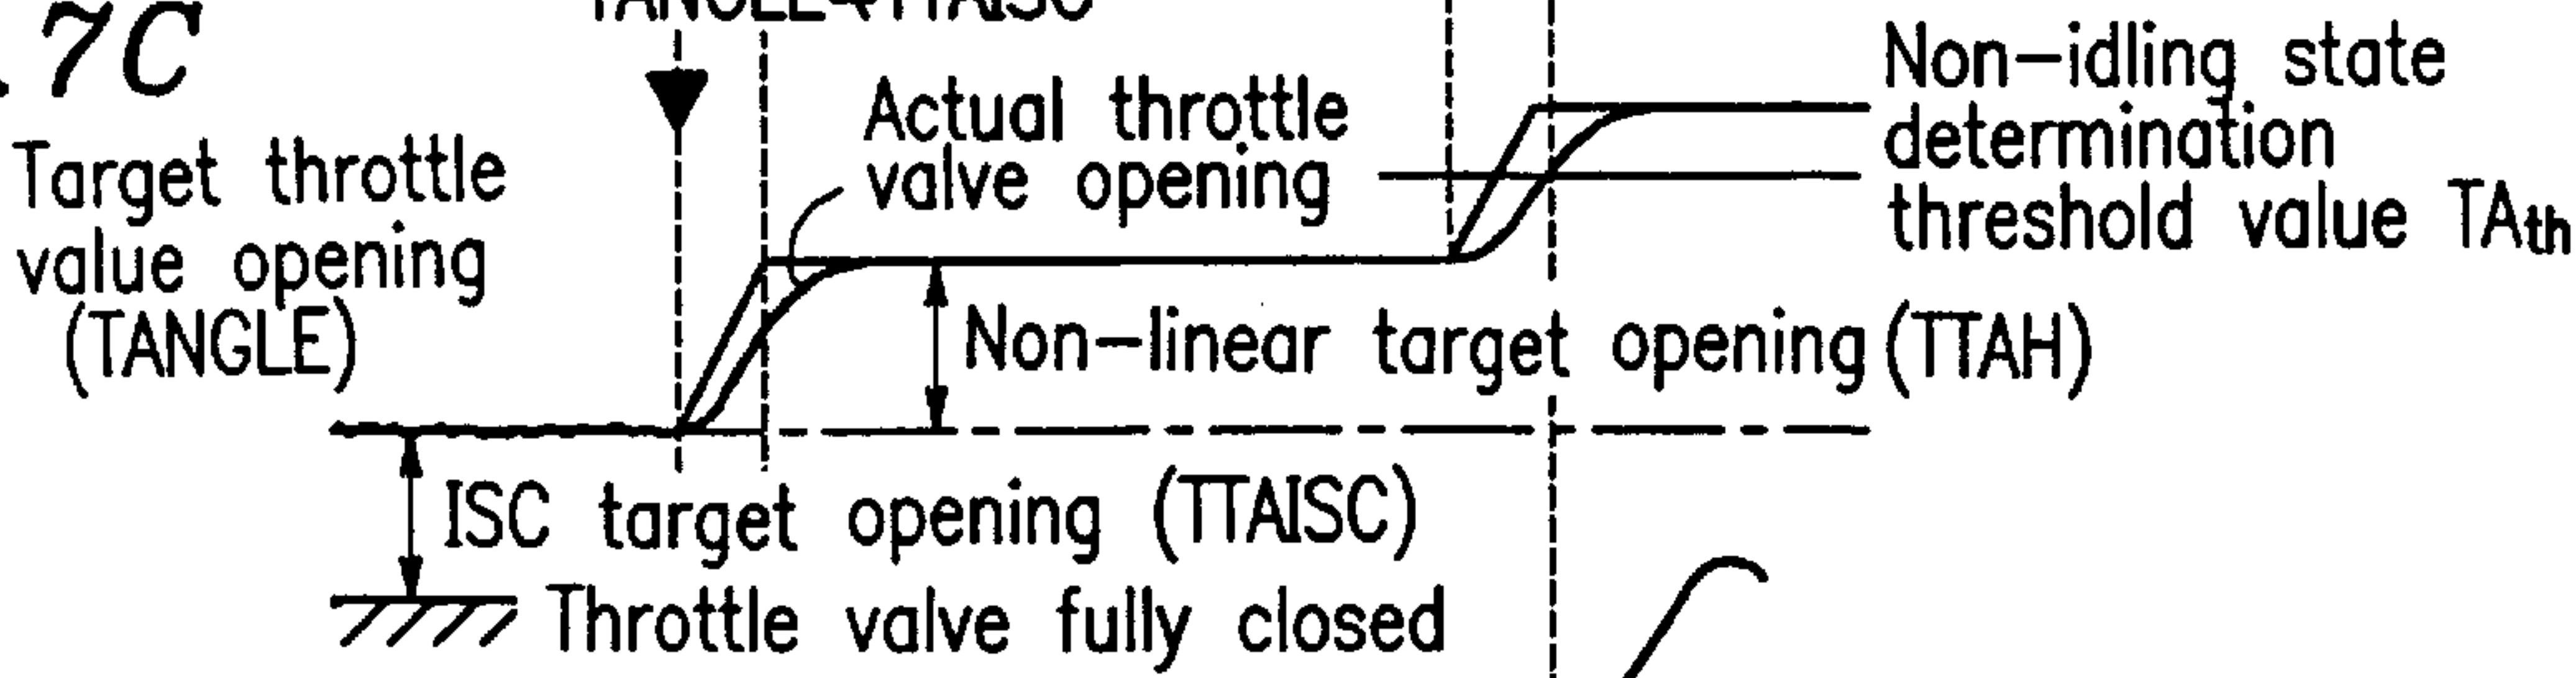 7C
Actual throttle
valve opening
Non-idling state
determination
threshold value TAth
Target throttle
value opening
(TANGLE)
Non-linear target opening (TTAH)
ISC target opening (TTAISC)
Throttle valve fully closed